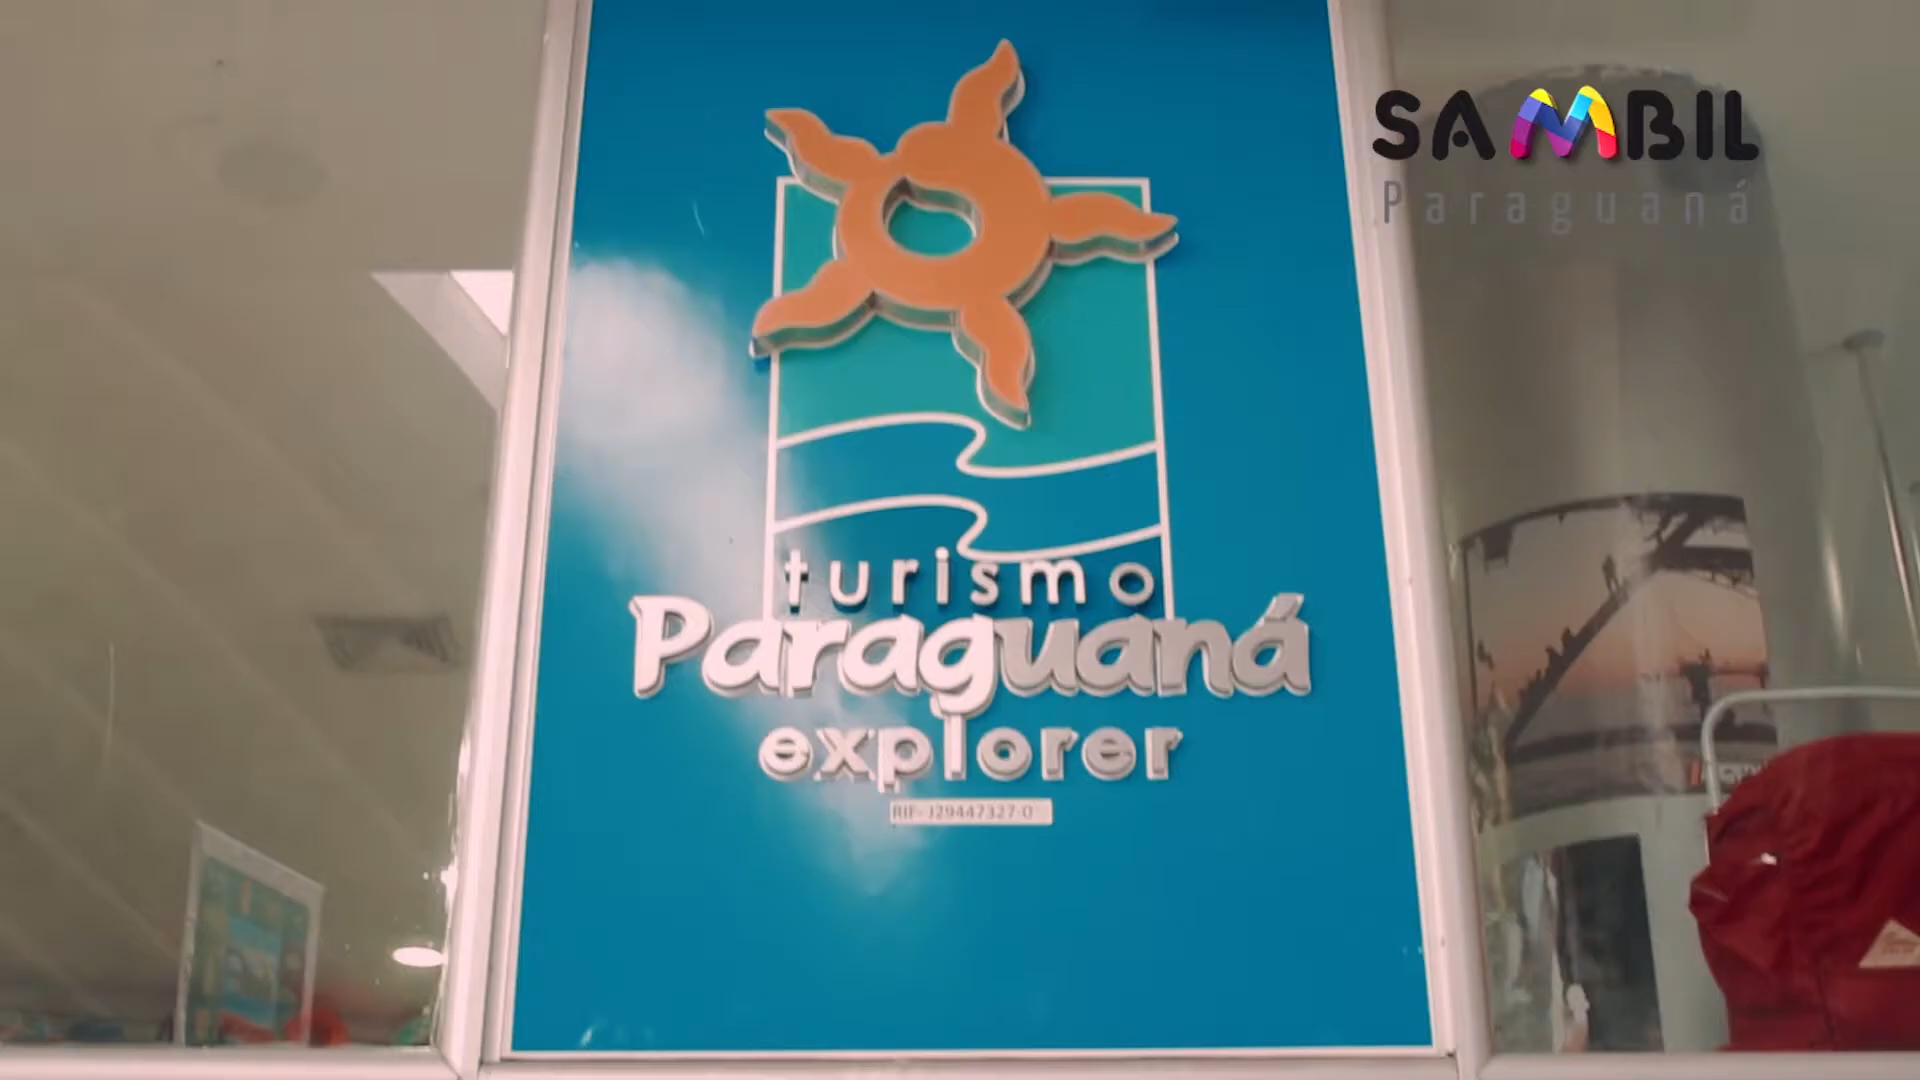 SAMBIL
Paraguaná
turismo
Paraguaná
explorer
RIF-J29447327-0